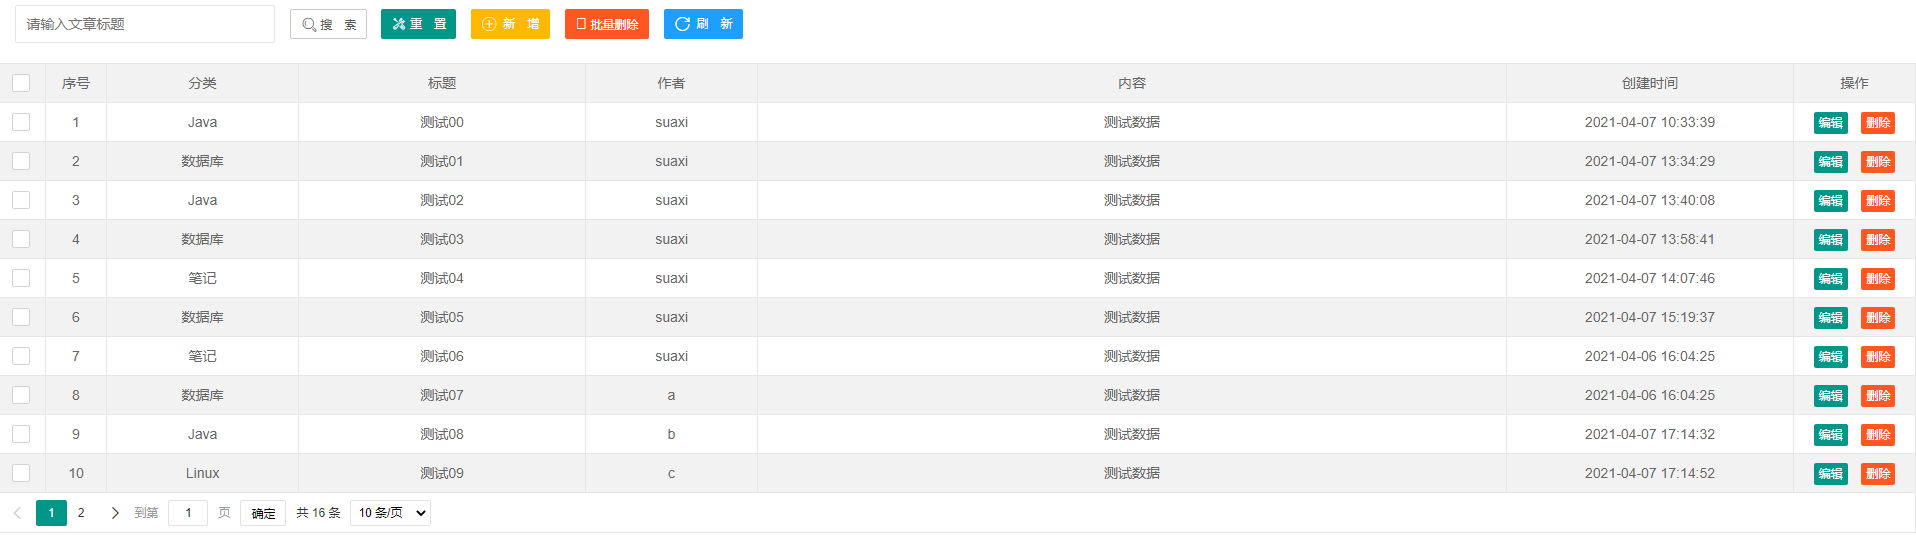 请输入文章标题 搜 索 重 置 新 增 批量删除 刷 新
序号 分类 标题 作者 内容 创建时间 操作
1 Java 测试00 suaxi 测试数据 2021-04-07 10:33:39 编辑 删除
2 数据库 测试01 suaxi 测试数据 2021-04-07 13:34:29 编辑 删除
3 Java 测试02 suaxi 测试数据 2021-04-07 13:40:08 编辑 删除
4 数据库 测试03 suaxi 测试数据 2021-04-07 13:58:41 编辑 删除
5 笔记 测试04 suaxi 测试数据 2021-04-07 14:07:46 编辑 删除
6 数据库 测试05 suaxi 测试数据 2021-04-07 15:19:37 编辑 删除
7 笔记 测试06 suaxi 测试数据 2021-04-06 16:04:25 编辑 删除
8 数据库 测试07 a 测试数据 2021-04-06 16:04:25 编辑 删除
9 Java 测试08 b 测试数据 2021-04-07 17:14:32 编辑 删除
10 Linux 测试09 c 测试数据 2021-04-07 17:14:52 编辑 删除
1 2 到第 1 页 确定 共 16 条 10 条/页